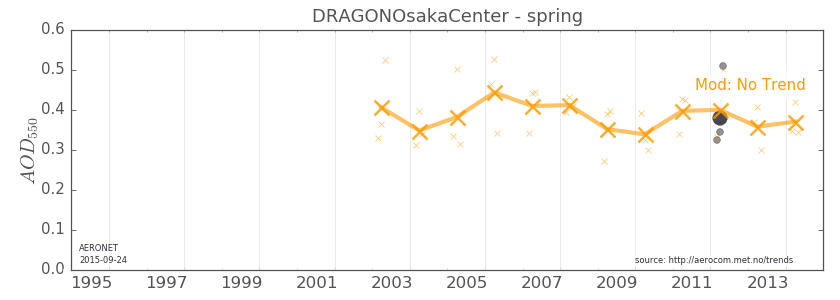 DRAGONOsakaCenter - spring
0.6
0.5
0.4
0.3
0.2
0.1
0.0
AOD550
Mod: No Trend
AERONET
2015-09-24
source: http://aerocom.met.no/trends
1995 1997 1999 2001 2003 2005 2007 2009 2011 2013